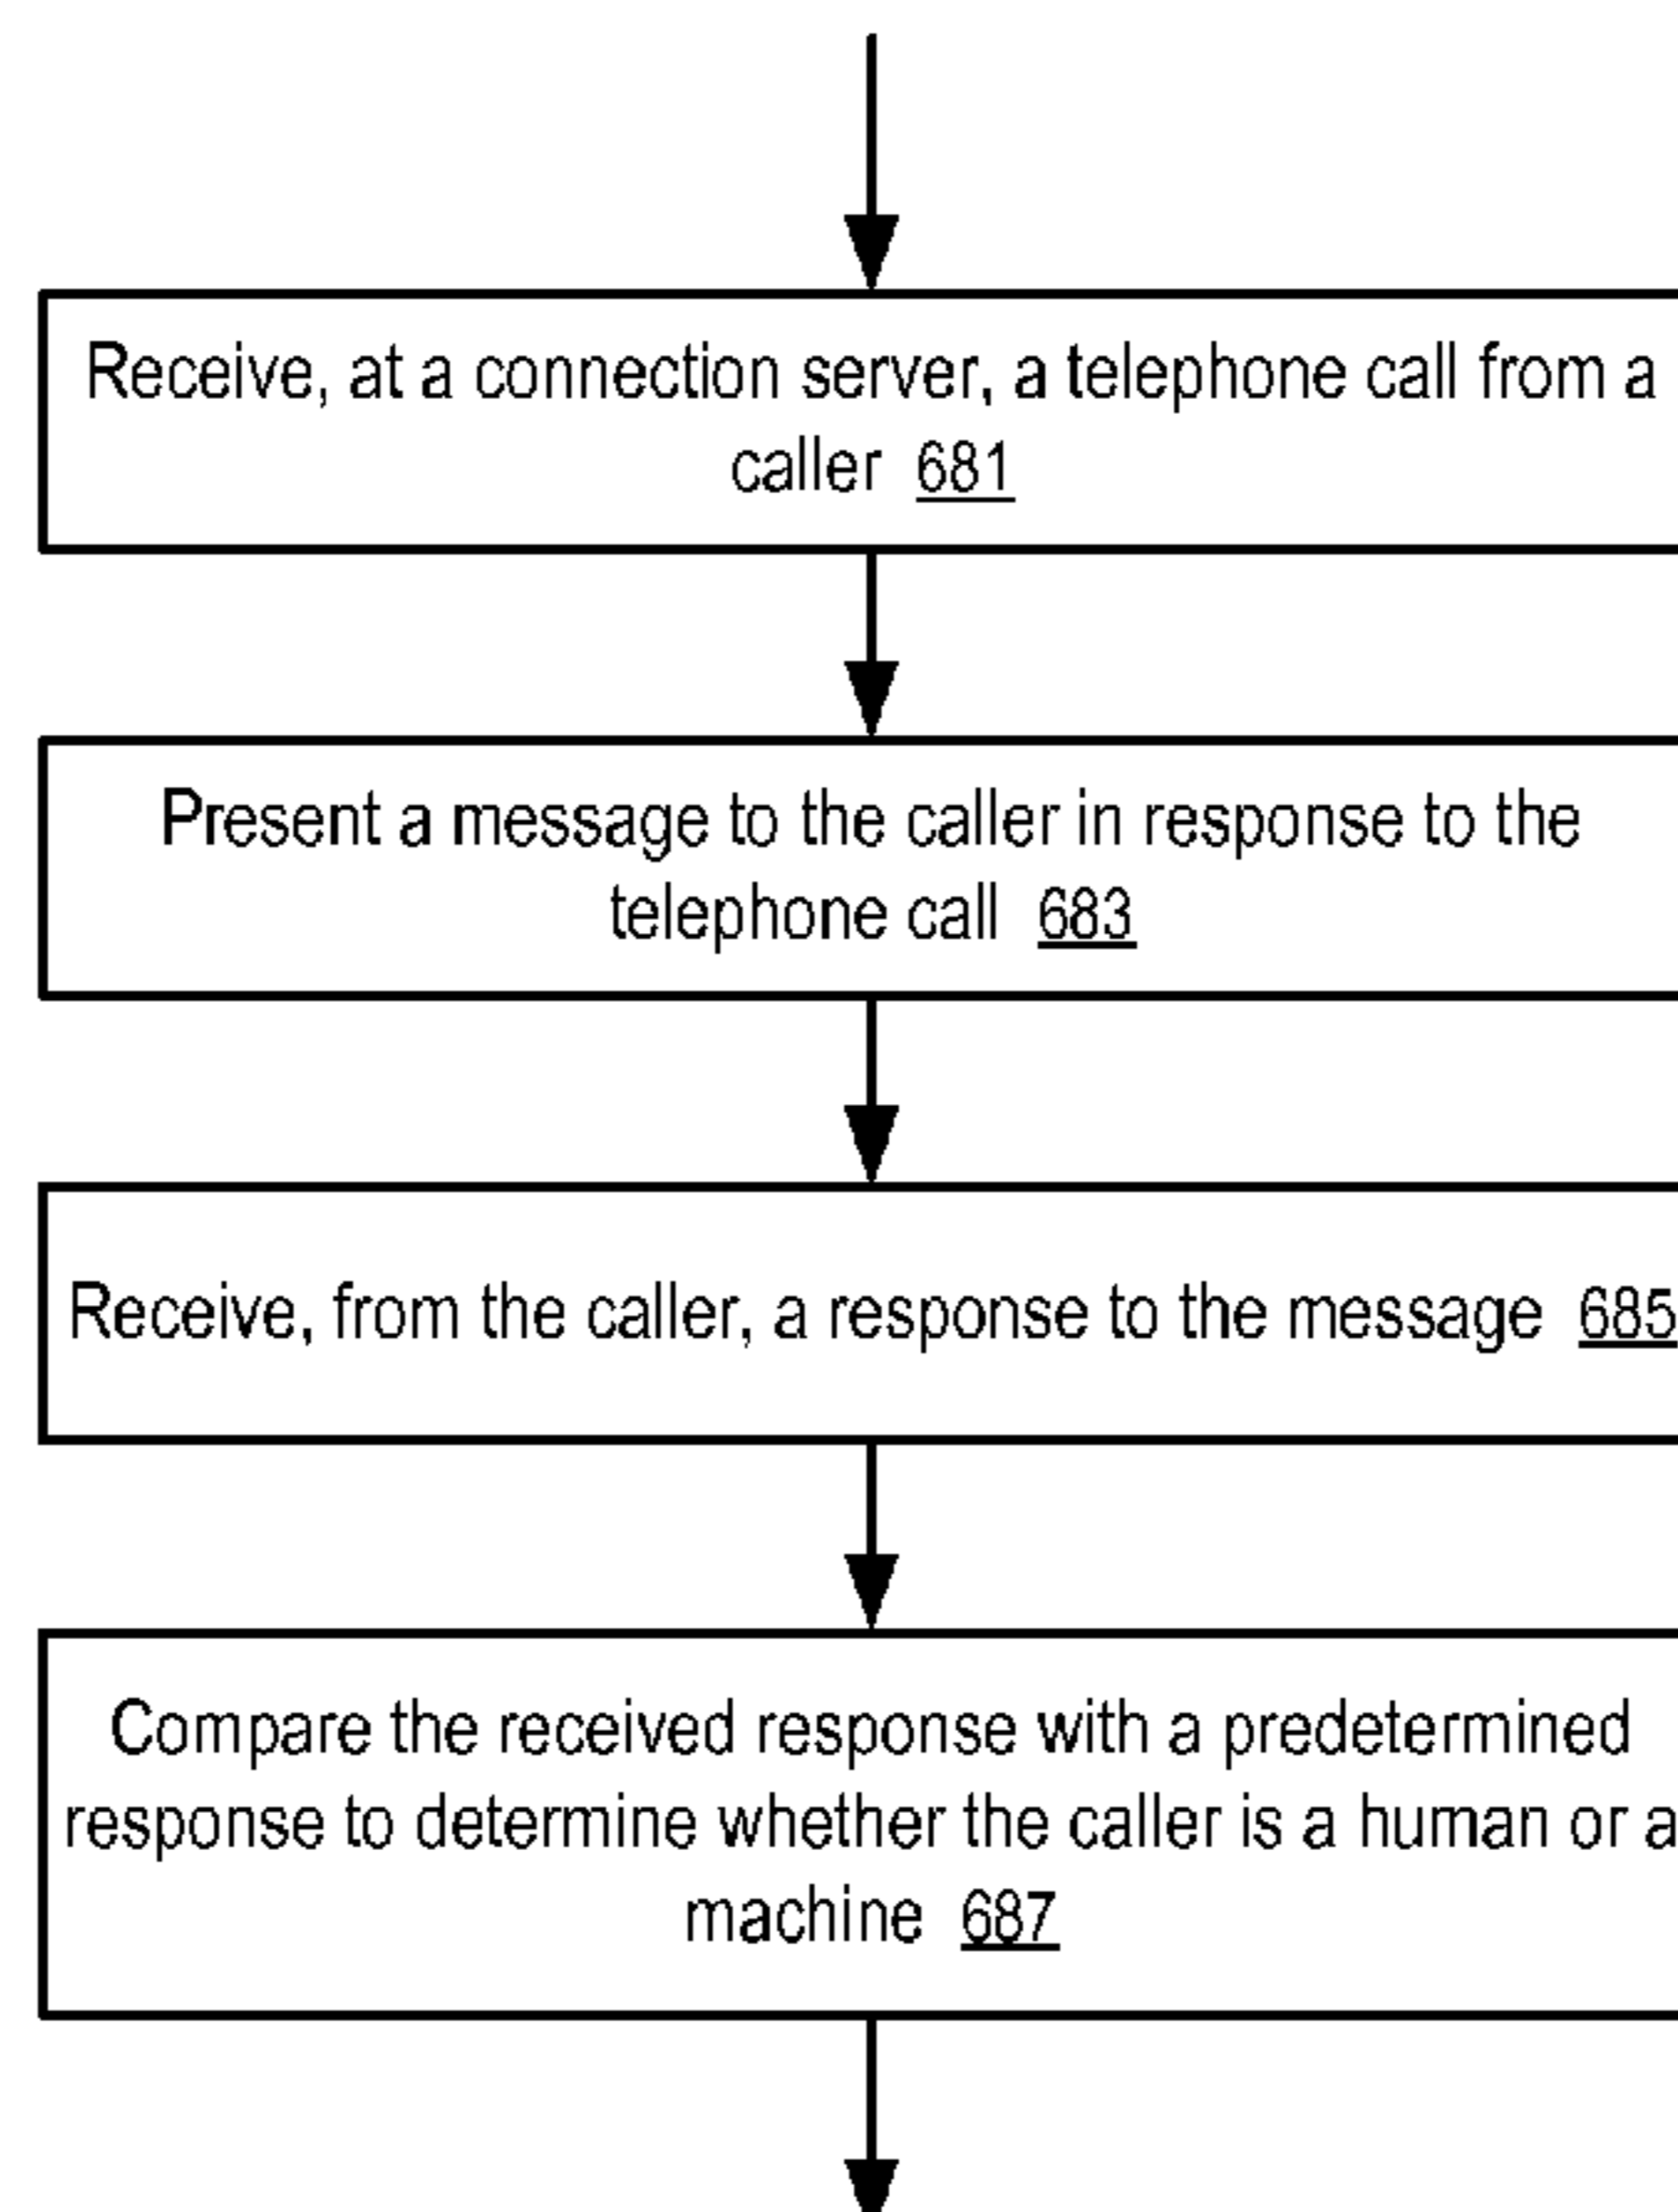 Receive, at a connection server, a telephone call from a
caller 681
Present a message to the caller in response to the
telephone call 683
Receive, from the caller, a response to the message 685
Compare the received response with a predetermined
response to determine whether the caller is a human or a
machine 687